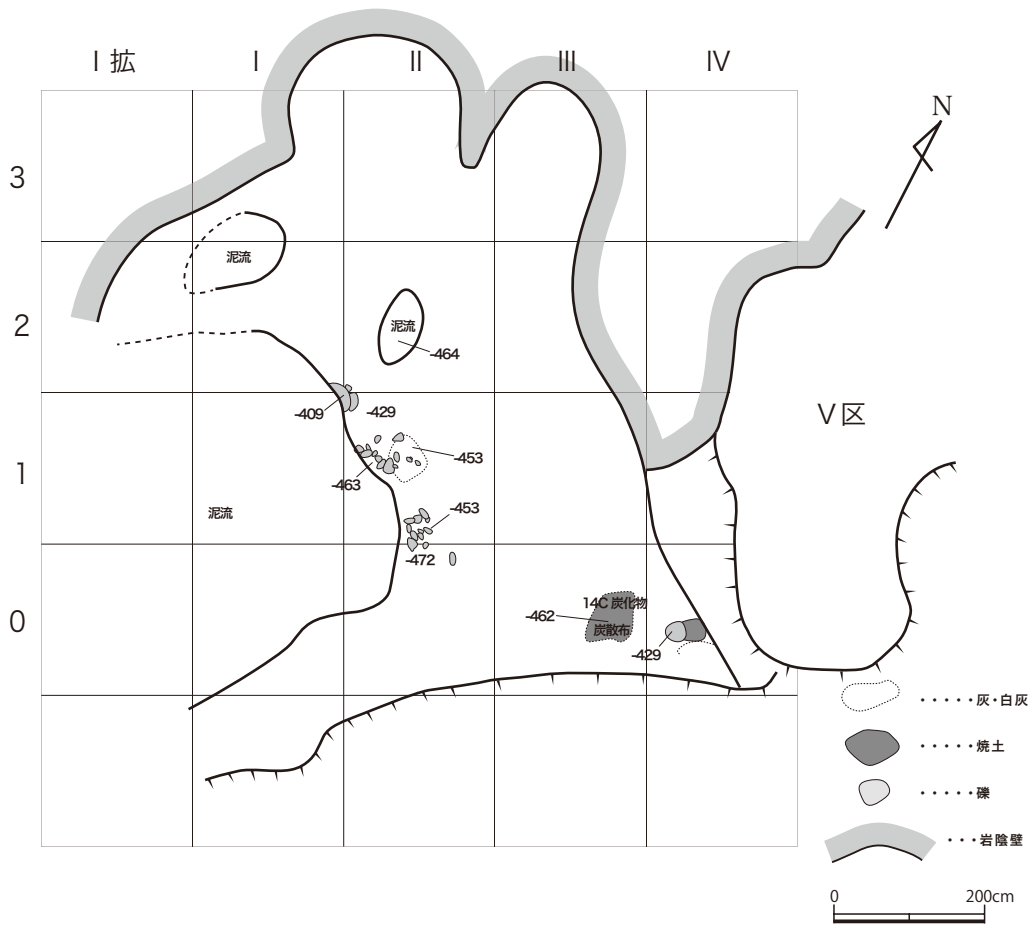 Ⅰ拡
Ⅰ
Ⅱ
Ⅲ
Ⅳ
N
3
泥流
2
泥流
-464
-409
-429
Ⅴ区
1
-453
-463
-453
泥流
-472
0
14C 炭化物
-462
炭散布
-429
・・・・・灰・白灰
・・・・・焼土
・・・・・礫
・・・岩陰壁
0
200cm